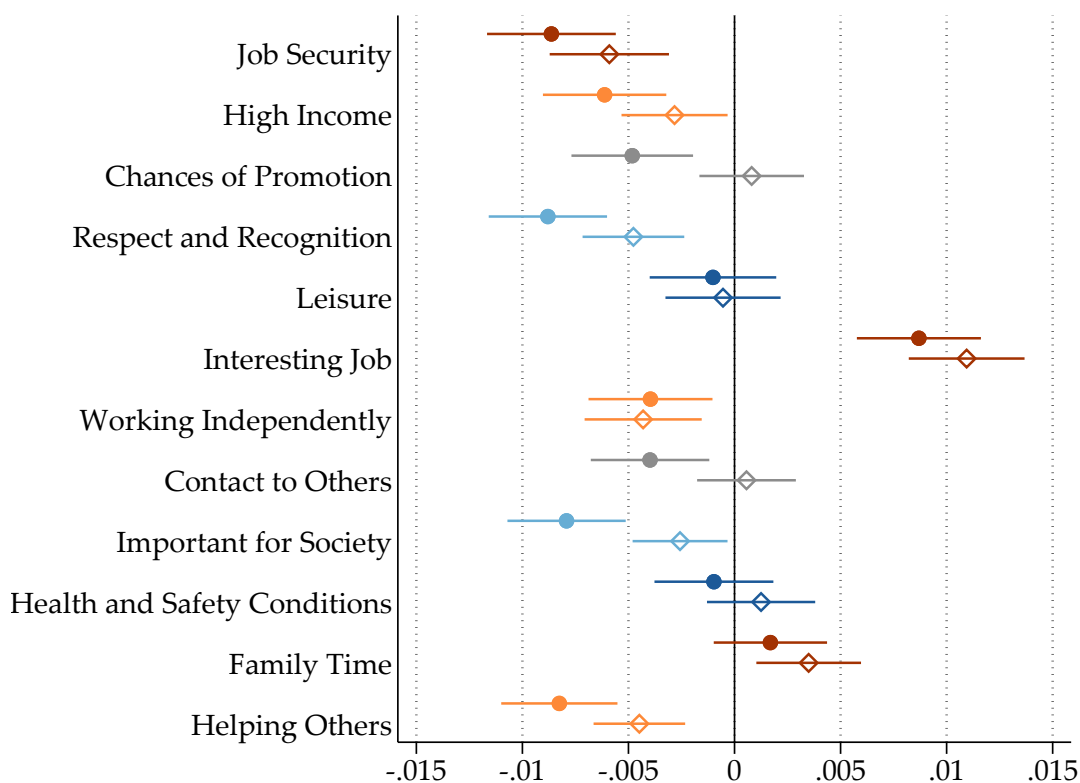 Job Security
High Income
Chances of Promotion
Respect and Recognition
Leisure
Interesting Job
Working Independently
Contact to Others
Important for Society
Health and Safety Conditions
Family Time
Helping Others
-.015 -.01 -.005 0 .005 .01 .015